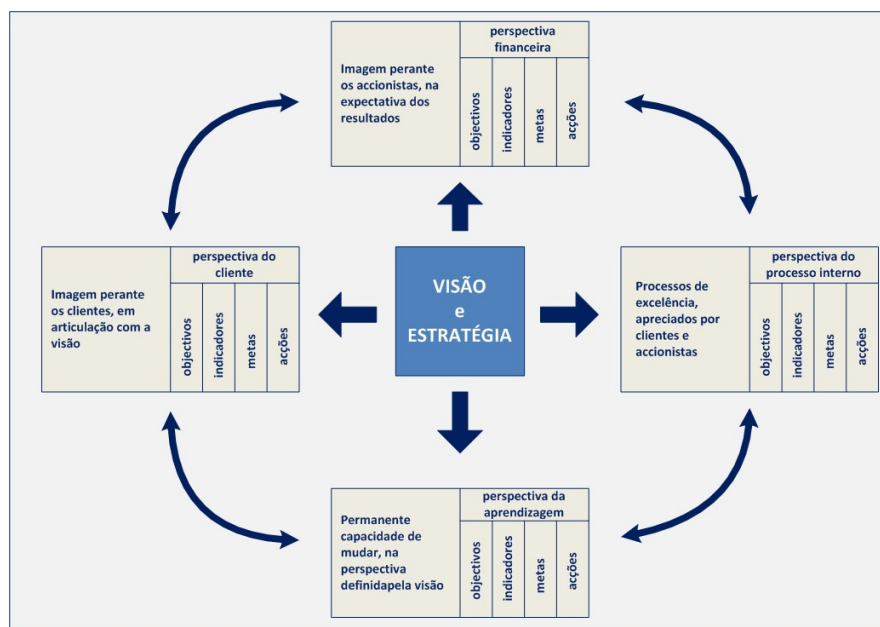 perspectiva
financeira
Imagem perante
os accionistas, na
expectativa dos
resultados
objectivos
indicadores
metas
acções
perspectiva do
cliente
Imagem perante
os clientes, em
articulação com a
visão
objectivos
indicadores
metas
acções
VISÃO
e
ESTRATÉGIA
perspectiva do
processo interno
Processos de
excelência,
apreciados por
clientes e
accionistas
objectivos
indicadores
metas
acções
perspectiva da
aprendizagem
Permanente
capacidade de
mudar, na
perspectiva
definidapela visão
objectivos
indicadores
metas
acções